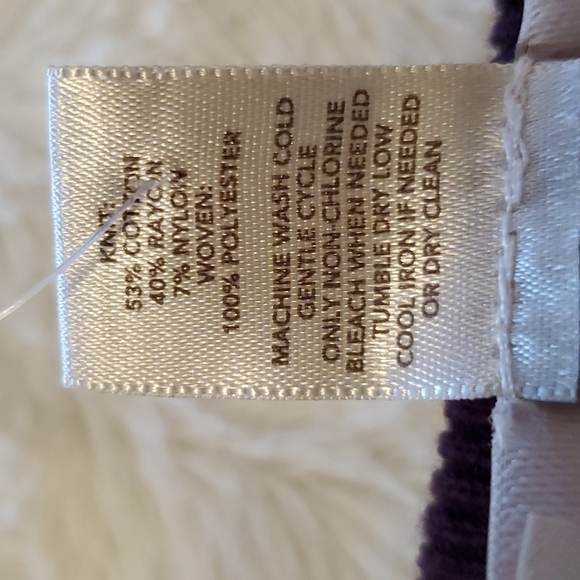 KNIT:
53% COTTON
40% RAYON
7% NYLON
WOVEN:
100% POLYESTER
MACHINE WASH COLD
GENTLE CYCLE
ONLY NON-CHLORINE
BLEACH WHEN NEEDED
TUMBLE DRY LOW
COOL IRON IF NEEDED
OR DRY CLEAN